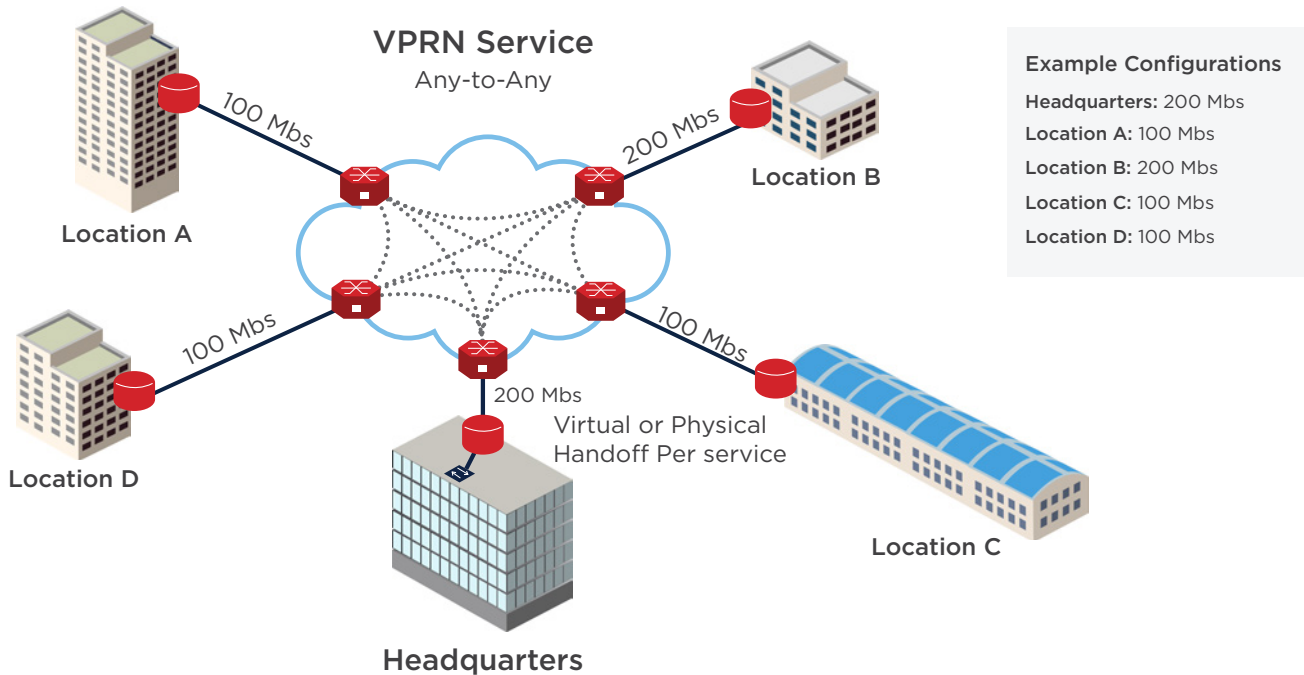 VPRN Service
Any-to-Any
100 Mbs
200 Mbs
Location A
Location B
100 Mbs
100 Mbs
200 Mbs
Virtual or Physical
Handoff Per service
Location D
Location C
Headquarters
Example Configurations
Headquarters: 200 Mbs
Location A: 100 Mbs
Location B: 200 Mbs
Location C: 100 Mbs
Location D: 100 Mbs